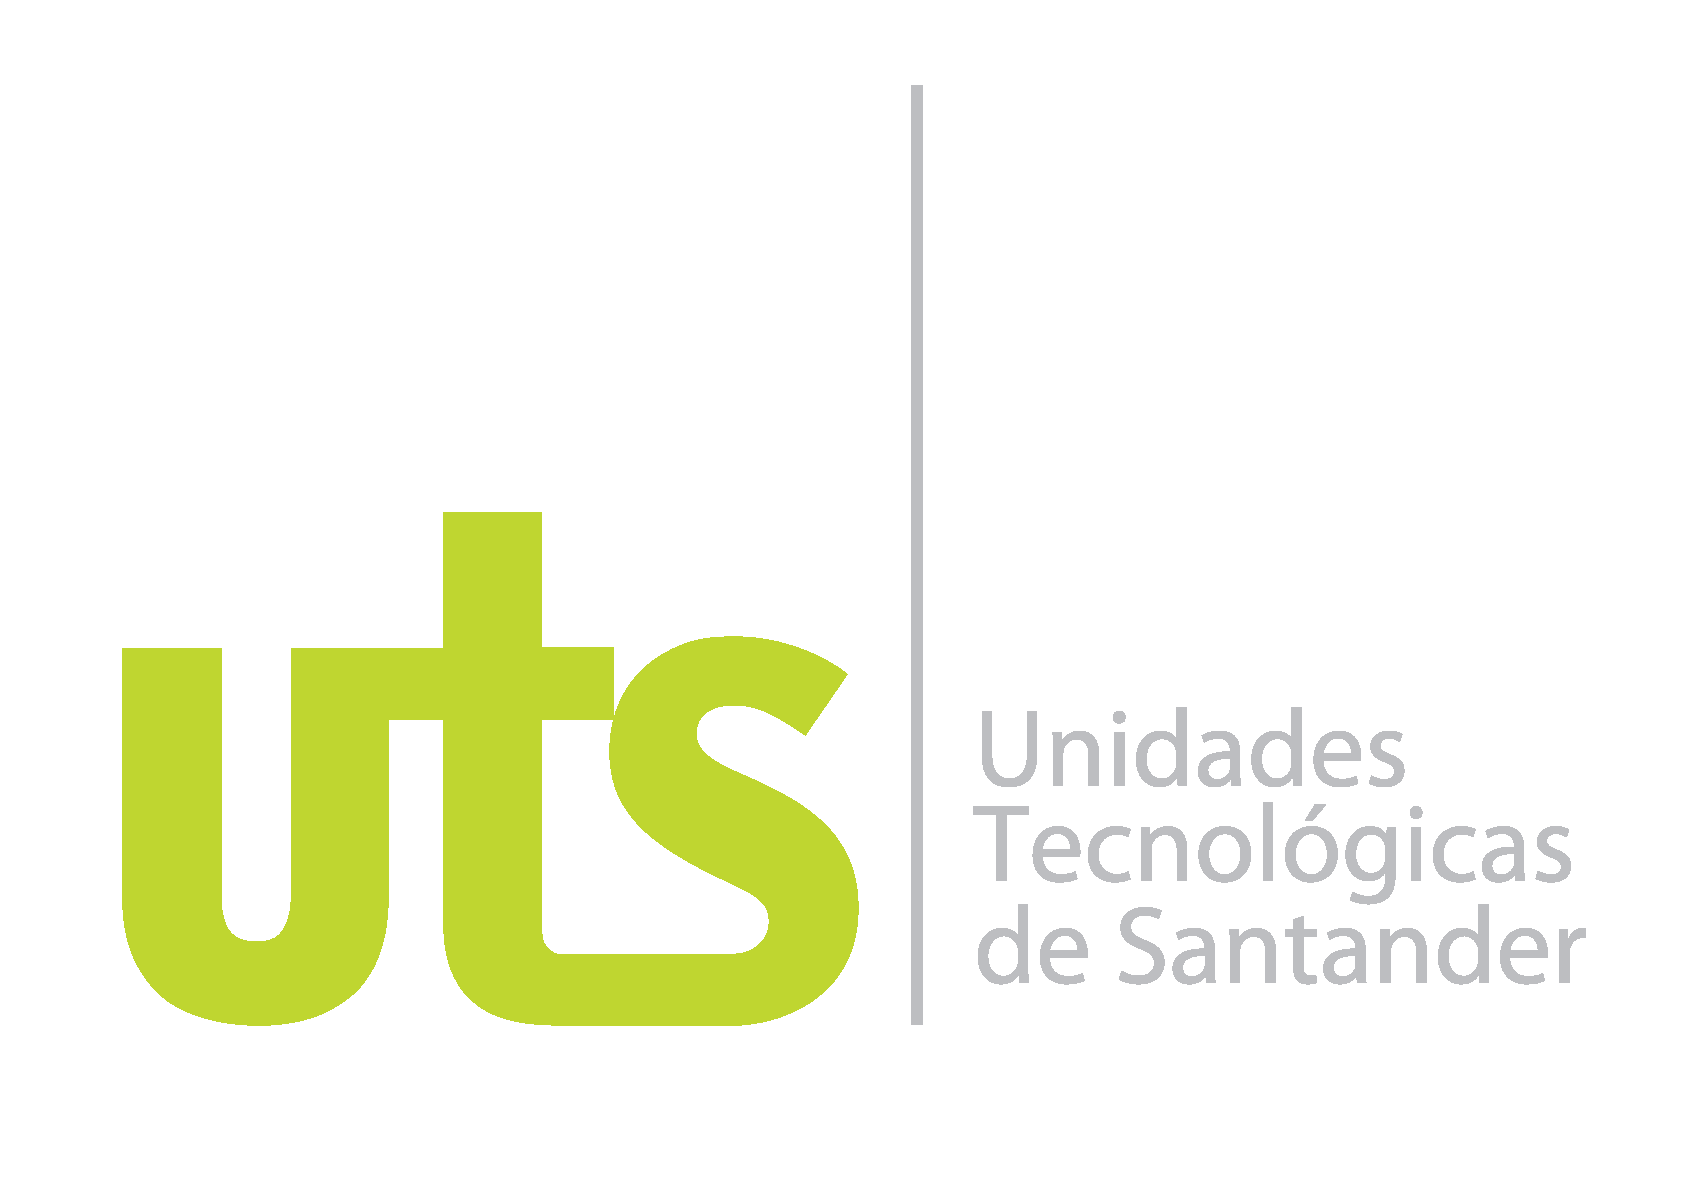 uts
Unidades
Tecnológicas
de Santander